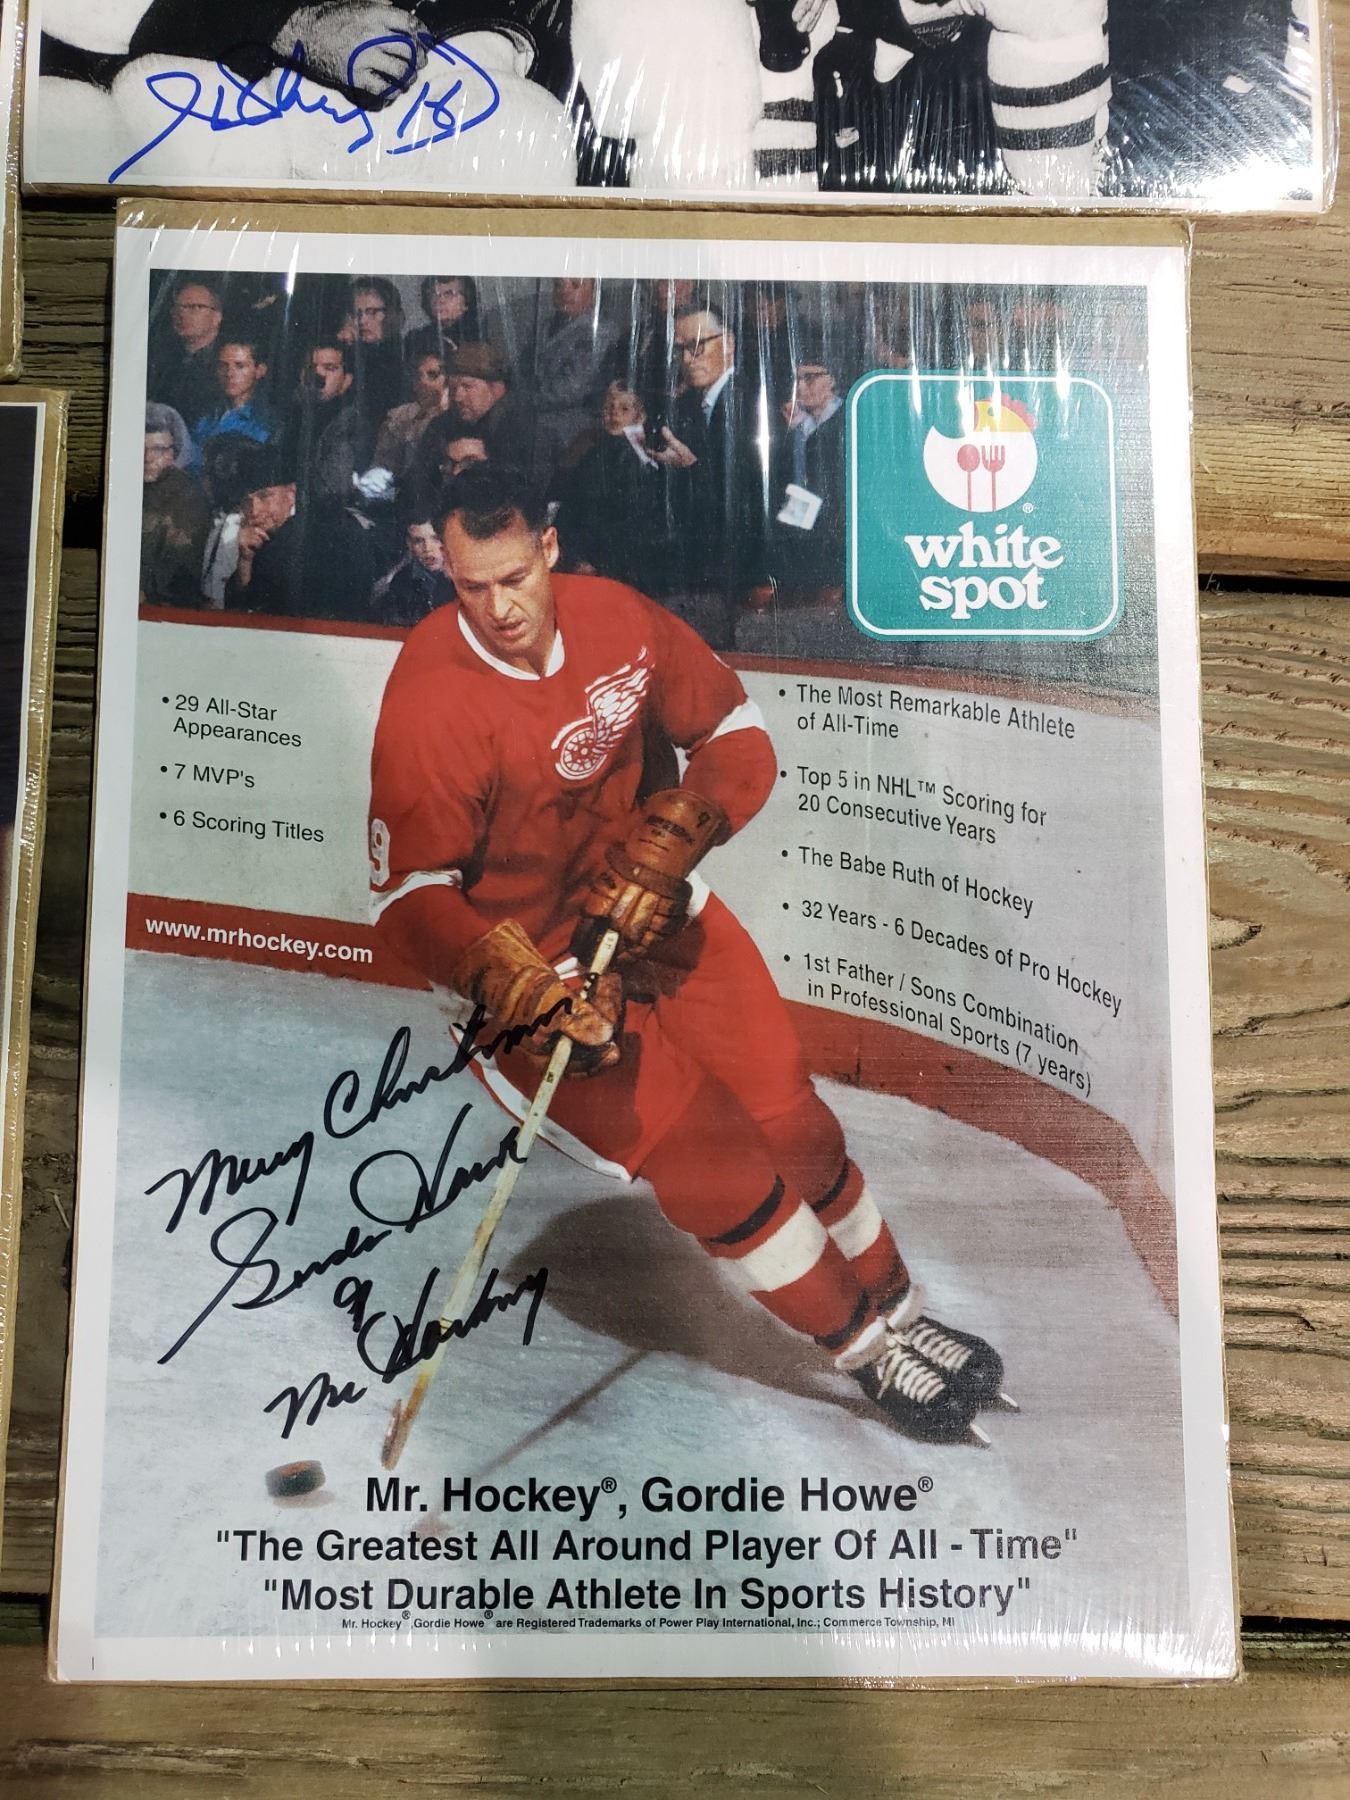 16
white
spot
®
• 29 All-Star
Appearances
• 7 MVP's
• 6 Scoring Titles
• The Most Remarkable Athlete
of All-Time
• Top 5 in NHL™ Scoring for
20 Consecutive Years
• The Babe Ruth of Hockey
• 32 Years - 6 Decades of Pro Hockey
• 1st Father / Sons Combination
in Professional Sports (7 years)
9
www.mrhockey.com
Merry Christmas
Gordie Howe
9
Mr Hockey
Mr. Hockey®, Gordie Howe®
"The Greatest All Around Player Of All - Time"
"Most Durable Athlete In Sports History"
Mr. Hockey® ,Gordie Howe® are Registered Trademarks of Power Play International, Inc.; Commerce Township, MI